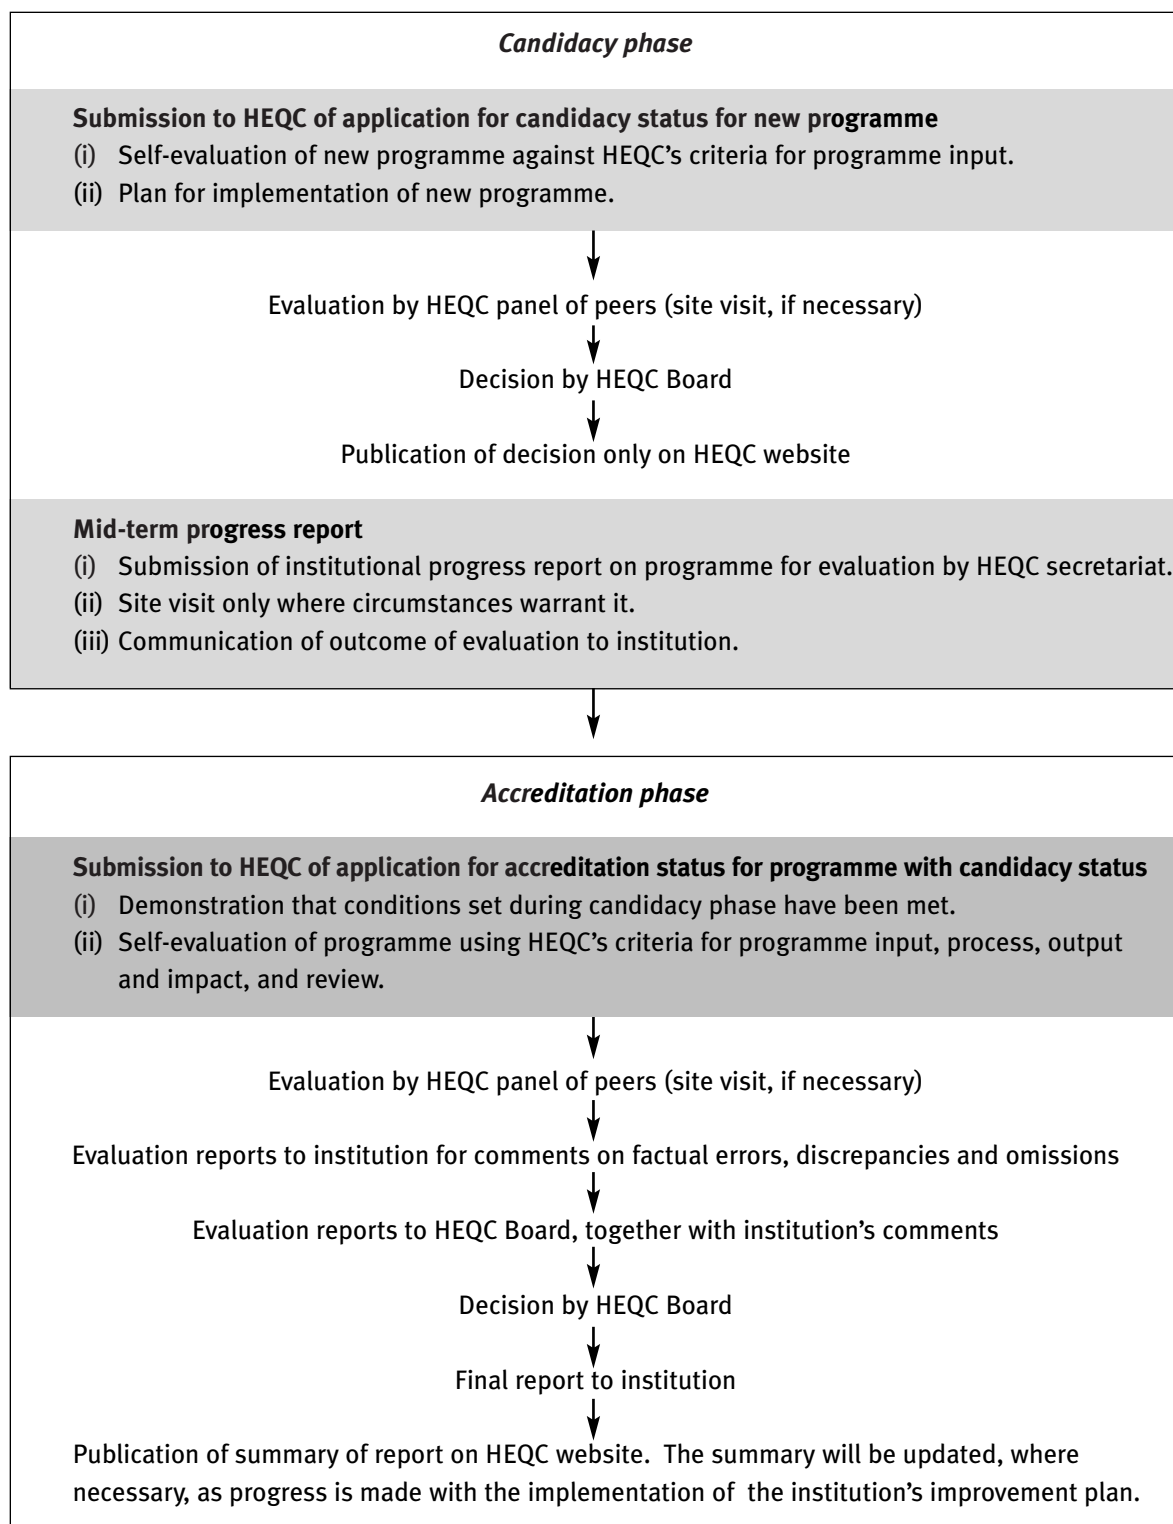 Candidacy phase
Submission to HEQC of application for candidacy status for new programme
(i) Self-evaluation of new programme against HEQC's criteria for programme input.
(ii) Plan for implementation of new programme.
Evaluation by HEQC panel of peers (site visit, if necessary)
Decision by HEQC Board
Publication of decision only on HEQC website
Mid-term progress report
(i) Submission of institutional progress report on programme for evaluation by HEQC secretariat.
(ii) Site visit only where circumstances warrant it.
(iii) Communication of outcome of evaluation to institution.
Accreditation phase
Submission to HEQC of application for accreditation status for programme with candidacy status
(i) Demonstration that conditions set during candidacy phase have been met.
(ii) Self-evaluation of programme using HEQC's criteria for programme input, process, output
and impact, and review.
Evaluation by HEQC panel of peers (site visit, if necessary)
Evaluation reports to institution for comments on factual errors, discrepancies and omissions
Evaluation reports to HEQC Board, together with institution's comments
Decision by HEQC Board
Final report to institution
Publication of summary of report on HEQC website. The summary will be updated, where
necessary, as progress is made with the implementation of the institution's improvement plan.